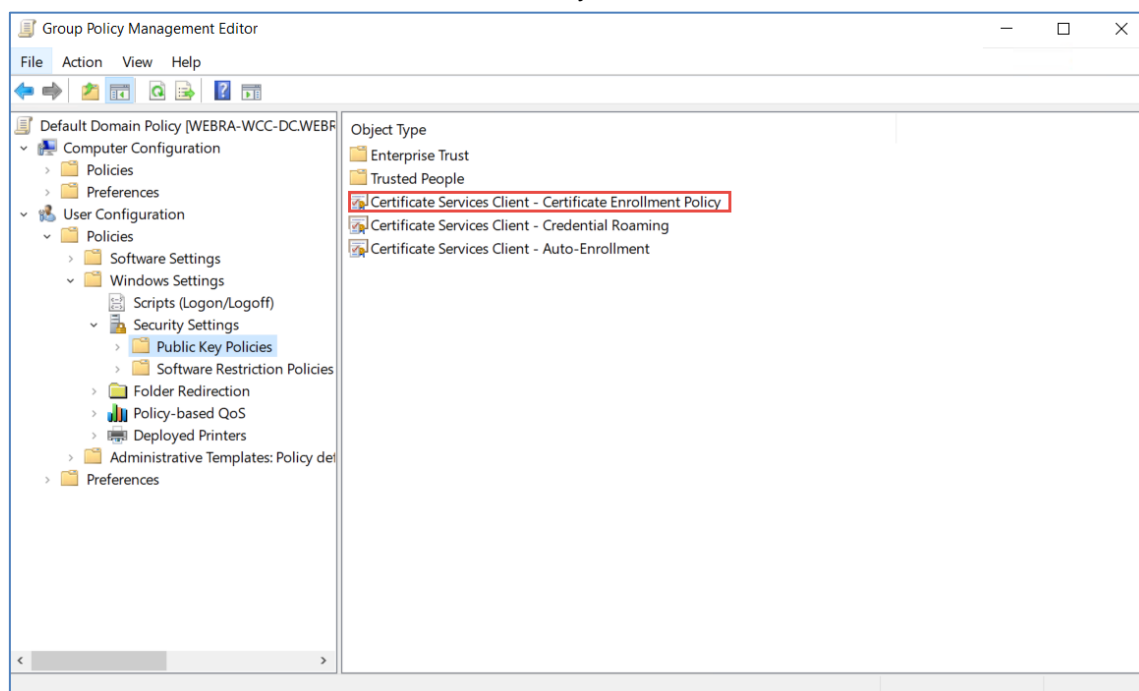 Group Policy Management Editor
File Action View Help
Default Domain Policy [WEBRA-WCC-DC.WEBR
Computer Configuration
Policies
Preferences
User Configuration
Policies
Software Settings
Windows Settings
Scripts (Logon/Logoff)
Security Settings
Public Key Policies
Software Restriction Policies
Folder Redirection
Policy-based QoS
Deployed Printers
Administrative Templates: Policy def
Preferences
Object Type
Enterprise Trust
Trusted People
Certificate Services Client - Certificate Enrollment Policy
Certificate Services Client - Credential Roaming
Certificate Services Client - Auto-Enrollment